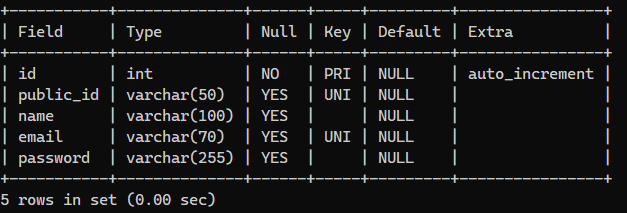 +-----------+--------------+------+-----+---------+----------------+
| Field     | Type         | Null | Key | Default | Extra          |
+-----------+--------------+------+-----+---------+----------------+
| id        | int          | NO   | PRI | NULL    | auto_increment |
| public_id | varchar(50)  | YES  | UNI | NULL    |                |
| name      | varchar(100) | YES  |     | NULL    |                |
| email     | varchar(70)  | YES  | UNI | NULL    |                |
| password  | varchar(255) | YES  |     | NULL    |                |
+-----------+--------------+------+-----+---------+----------------+
5 rows in set (0.00 sec)